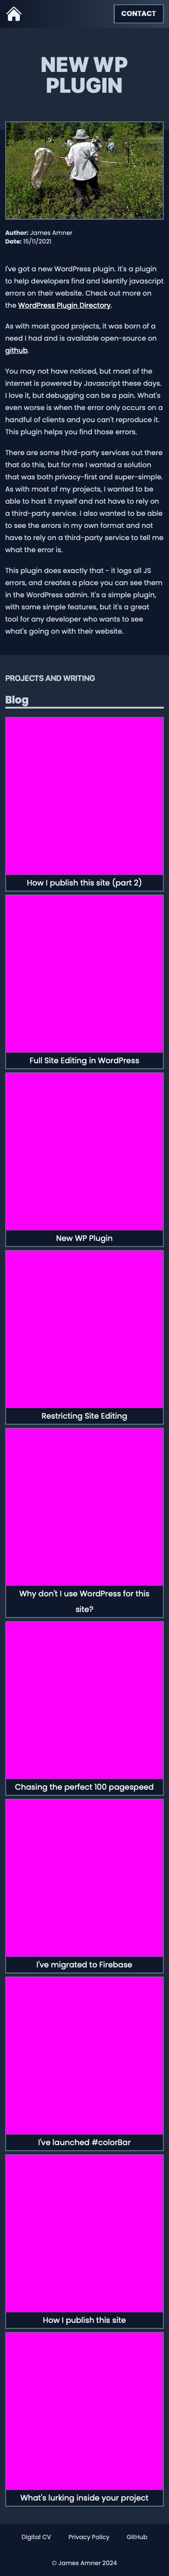 CONTACT
NEW WP
PLUGIN
Author: James Amner
Date: 15/11/2021
I've got a new WordPress plugin. It's a plugin
to help developers find and identify javascript
errors on their website. Check out more on
the WordPress Plugin Directory.
As with most good projects, it was born of a
need I had and is available open-source on
github.
You may not have noticed, but most of the
internet is powered by Javascript these days.
I love it, but debugging can be a pain. What's
even worse is when the error only occurs on a
handful of clients and you can't reproduce it.
This plugin helps you find those errors.
There are some third-party services out there
that do this, but for me I wanted a solution
that was both privacy-first and super-simple.
As with most of my projects, I wanted to be
able to host it myself and not have to rely on
a third-party service. I also wanted to be able
to see the errors in my own format and not
have to rely on a third-party service to tell me
what the error is.
This plugin does exactly that - it logs all JS
errors, and creates a place you can see them
in the WordPress admin. It's a simple plugin,
with some simple features, but it's a great
tool for any developer who wants to see
what's going on with their website.
PROJECTS AND WRITING
Blog
How I publish this site (part 2)
Full Site Editing in WordPress
New WP Plugin
Restricting Site Editing
Why don't I use WordPress for this
site?
Chasing the perfect 100 pagespeed
I've migrated to Firebase
I've launched #colorBar
How I publish this site
What's lurking inside your project
Digital CV Privacy Policy GitHub
© James Amner 2024